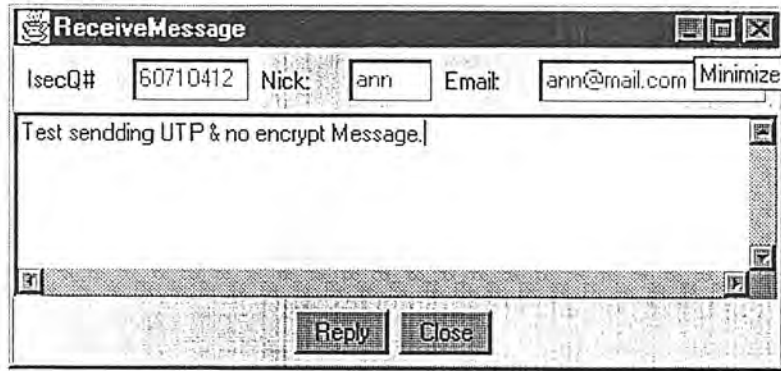 ReceiveMessage
IsecQ# 60710412 Nick: ann Email: ann@mail.com Minimize
Test sendding UTP & no encrypt Message.
Reply Close